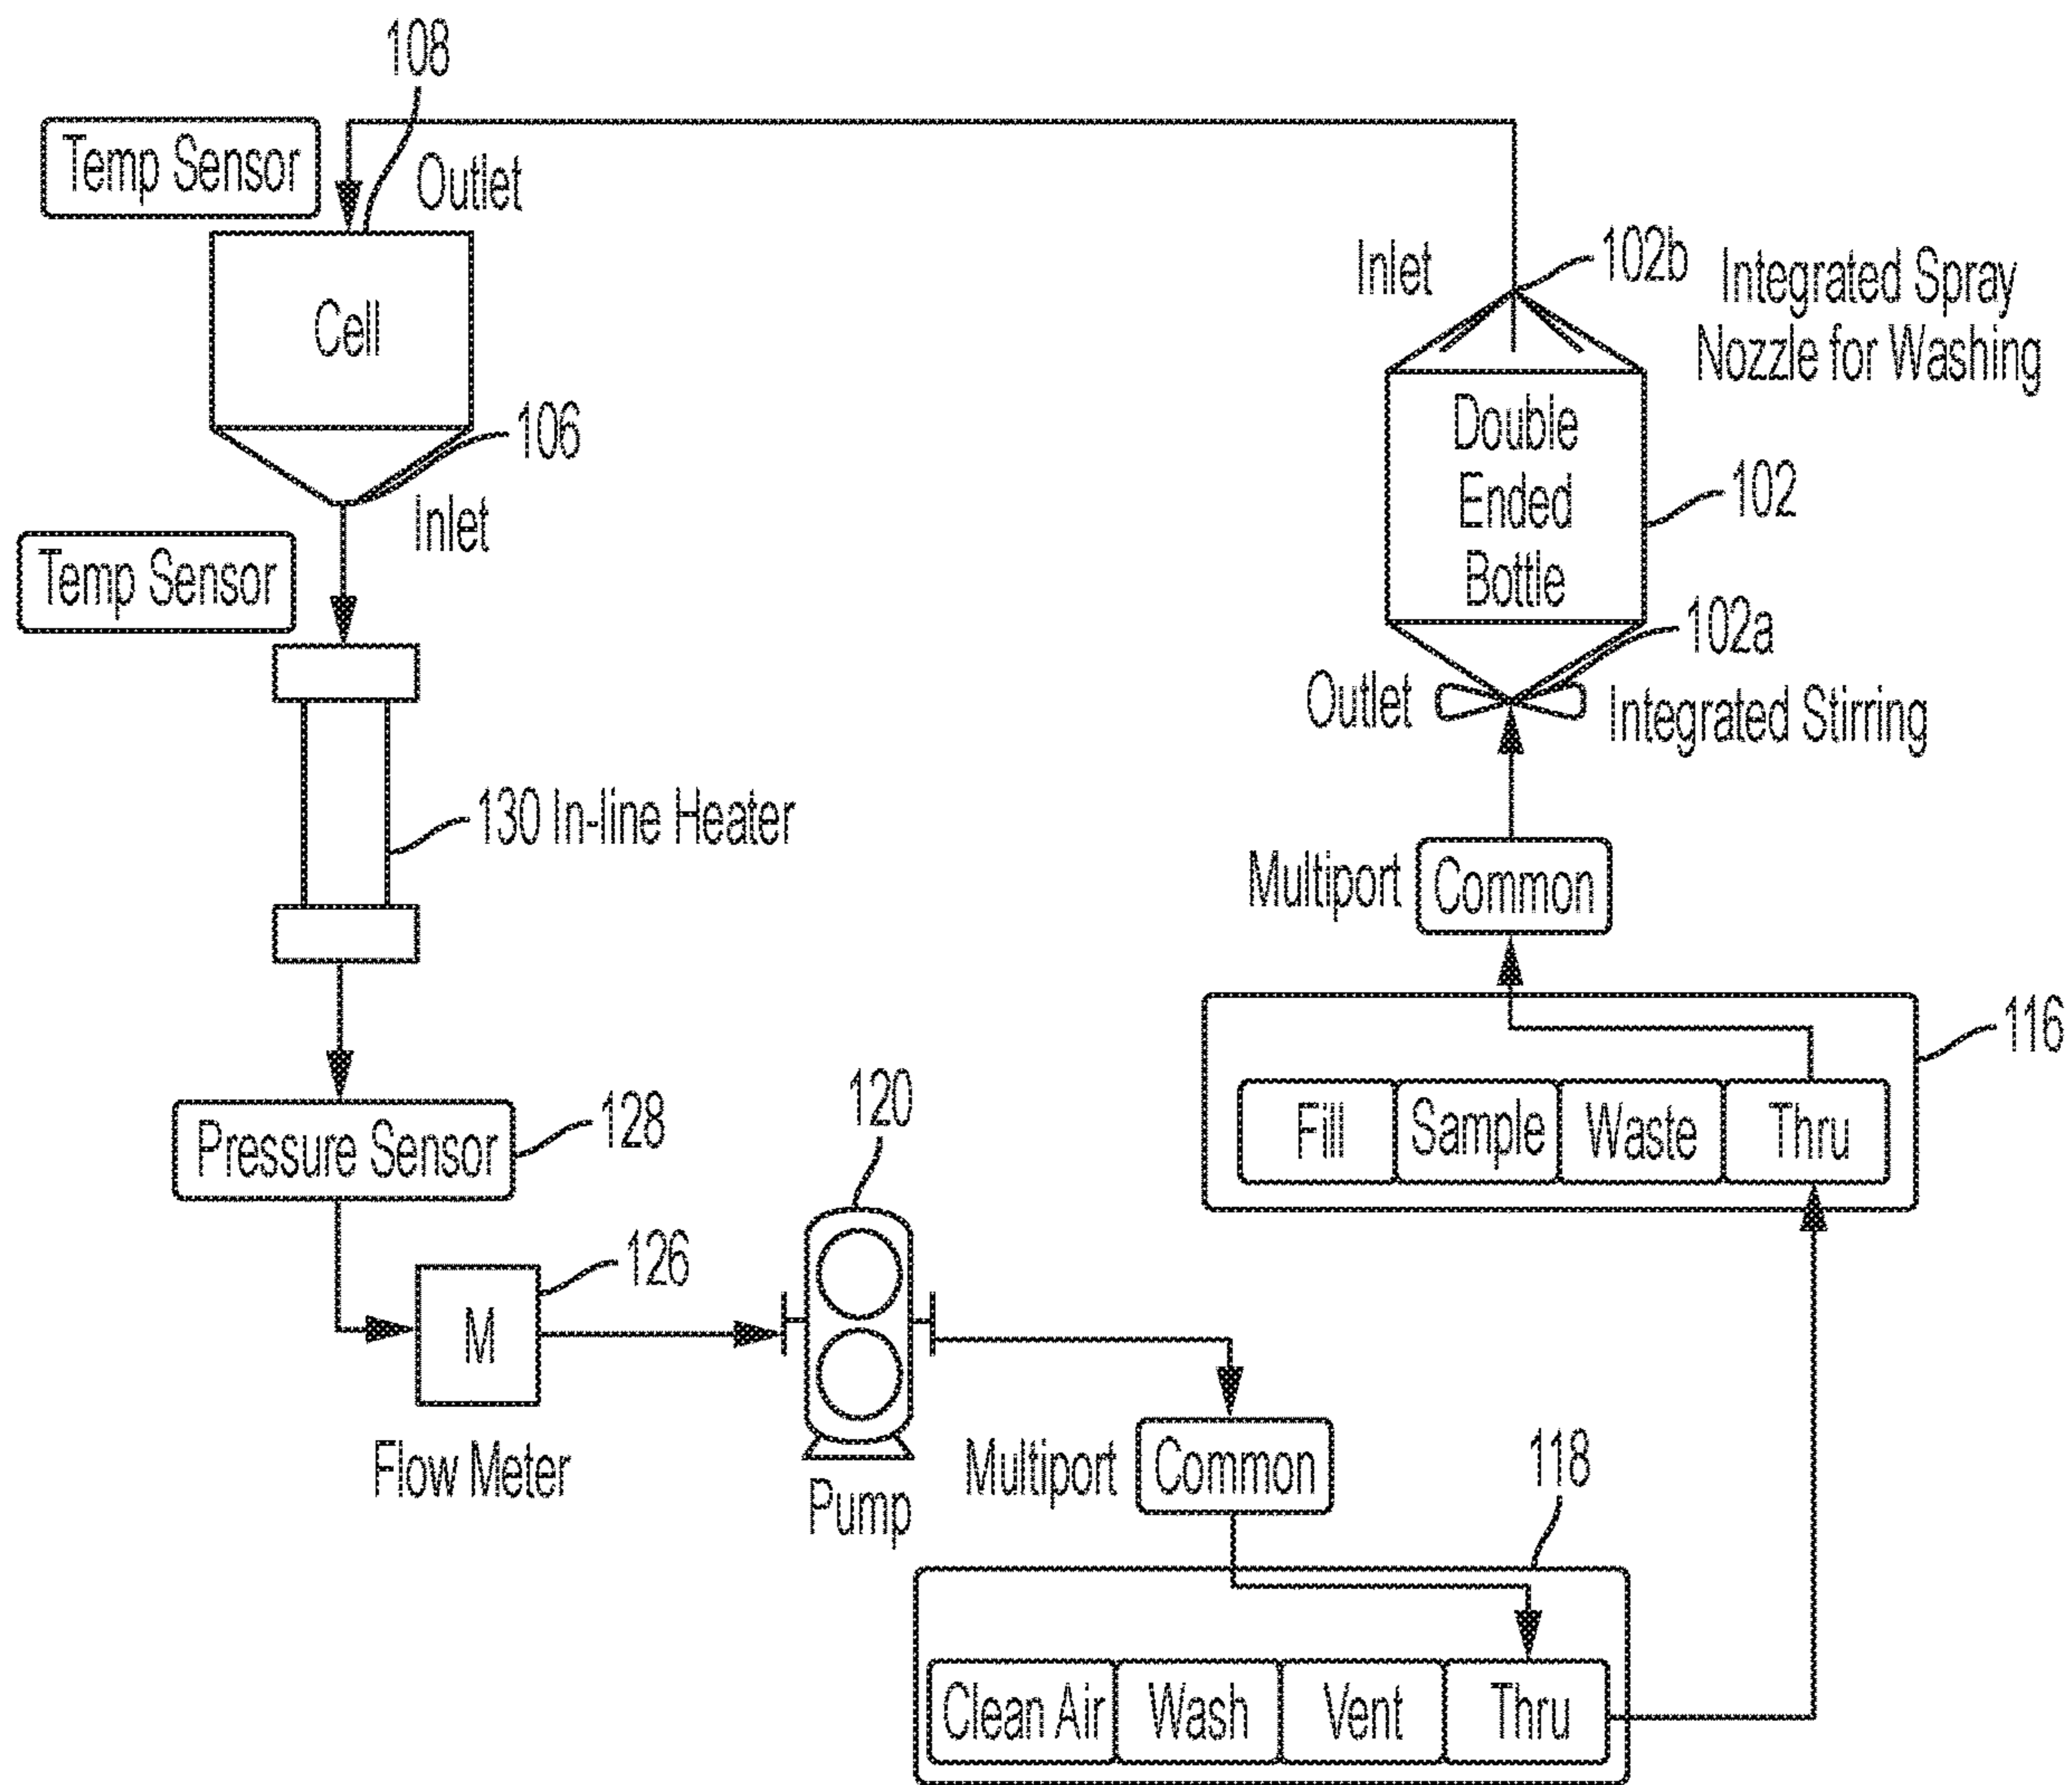 108
Temp Sensor
Outlet
Cell
106
Inlet
Temp Sensor
130 In-line Heater
Pressure Sensor
128
126
M
Flow Meter
120
Pump
Inlet
102b
Integrated Spray
Nozzle for Washing
Double
Ended
Bottle
102
102a
Outlet
Integrated Stirring
Multiport
Common
116
Fill
Sample
Waste
Thru
Multiport
Common
118
Clean Air
Wash
Vent
Thru